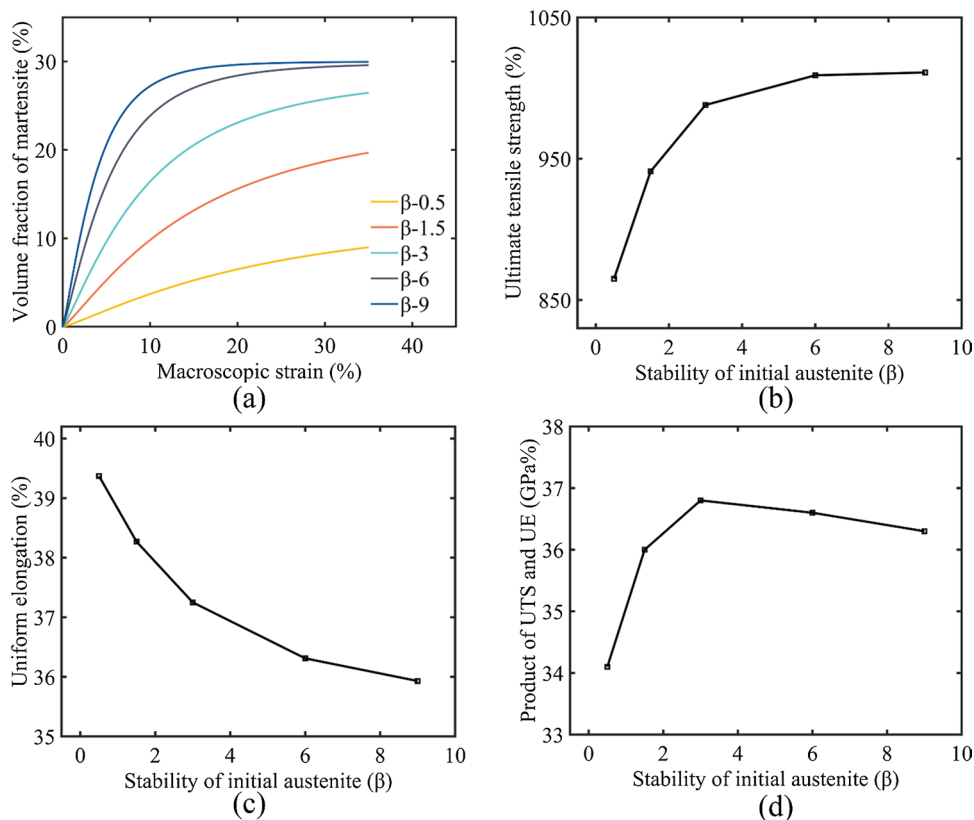 Volume fraction of martensite (%)
30
20
10
0
0 10 20 30 40
β-0.5
β-1.5
β-3
β-6
β-9
Macroscopic strain (%)
(a)
Ultimate tensile strength (%)
1050
950
850
0 2 4 6 8 10
Stability of initial austenite (β)
(b)
Uniform elongation (%)
40
39
38
37
36
35
0 2 4 6 8 10
Stability of initial austenite (β)
(c)
Product of UTS and UE (GPa%)
38
37
36
35
34
33
0 2 4 6 8 10
Stability of initial austenite (β)
(d)